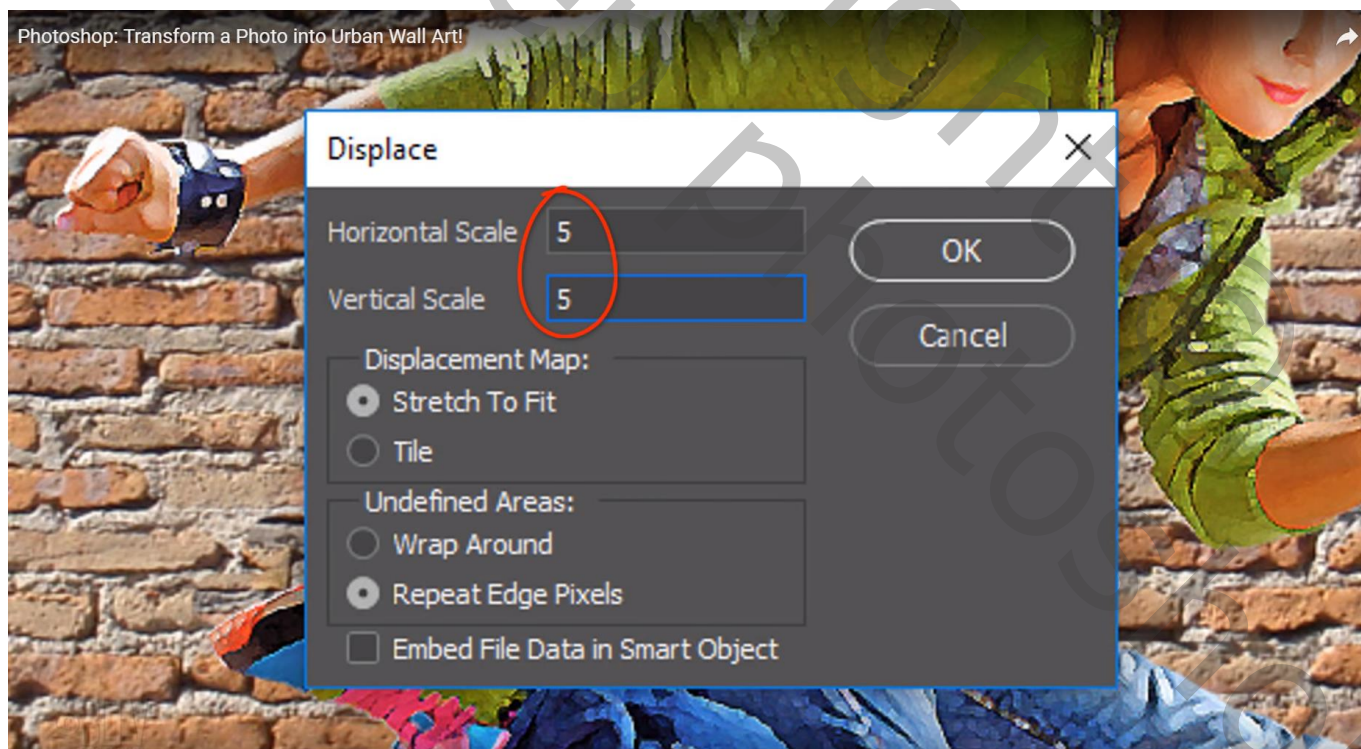 Photoshop: Transform a Photo into Urban Wall Art!
Displace
Horizontal Scale 5
OK
Vertical Scale 5
Cancel
Displacement Map:
Stretch To Fit
Tile
Undefined Areas:
Wrap Around
Repeat Edge Pixels
Embed File Data in Smart Object